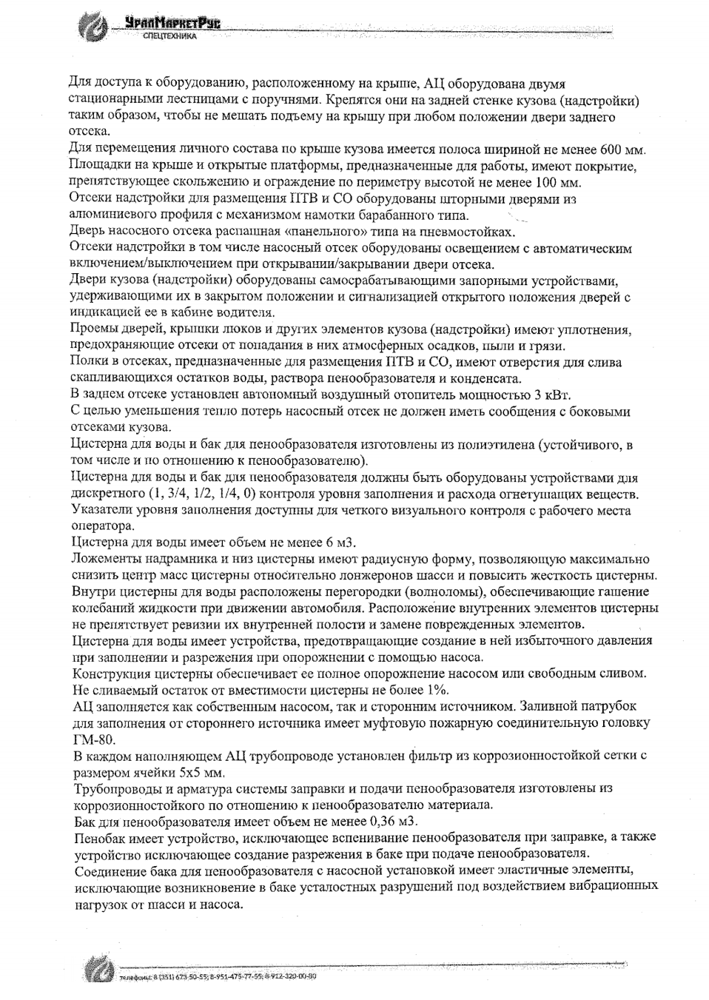 УралМаркетРус
СПЕЦТЕХНИКА
Для доступа к оборудованию, расположенному на крыше, АЦ оборудована двумя
стационарными лестницами с поручнями. Крепятся они на задней стенке кузова (надстройки)
таким образом, чтобы не мешать подъему на крышу при любом положении двери заднего
отсека.
Для перемещения личного состава по крыше кузова имеется полоса шириной не менее 600 мм.
Площадки на крыше и открытые платформы, предназначенные для работы, имеют покрытие,
препятствующее скольжению и ограждение по периметру высотой не менее 100 мм.
Отсеки надстройки для размещения ПТВ и СО оборудованы шторными дверями из
алюминиевого профиля с механизмом намотки барабанного типа.
Дверь насосного отсека распашная «панельного» типа на пневмостойках.
Отсеки надстройки в том числе насосный отсек оборудованы освещением с автоматическим
включением/выключением при открывании/закрывании двери отсека.
Двери кузова (надстройки) оборудованы самосрабатывающими запорными устройствами,
удерживающими их в закрытом положении и сигнализацией открытого положения дверей с
индикацией ее в кабине водителя.
Проемы дверей, крышки люков и других элементов кузова (надстройки) имеют уплотнения,
предохраняющие отсеки от попадания в них атмосферных осадков, пыли и грязи.
Полки в отсеках, предназначенные для размещения ПТВ и СО, имеют отверстия для слива
скапливающихся остатков воды, раствора пенообразователя и конденсата.
В заднем отсеке установлен автономный воздушный отопитель мощностью 3 кВт.
С целью уменьшения тепло потерь насосный отсек не должен иметь сообщения с боковыми
отсеками кузова.
Цистерна для воды и бак для пенообразователя изготовлены из полиэтилена (устойчивого, в
том числе и по отношению к пенообразователю).
Цистерна для воды и бак для пенообразователя должны быть оборудованы устройствами для
дискретного (1, 3/4, 1/2, 1/4, 0) контроля уровня заполнения и расхода огнетушащих веществ.
Указатели уровня заполнения доступны для четкого визуального контроля с рабочего места
оператора.
Цистерна для воды имеет объем не менее 6 м3.
Ложементы надрамника и низ цистерны имеют радиусную форму, позволяющую максимально
снизить центр масс цистерны относительно лонжеронов шасси и повысить жесткость цистерны.
Внутри цистерны для воды расположены перегородки (волноломы), обеспечивающие гашение
колебаний жидкости при движении автомобиля. Расположение внутренних элементов цистерны
не препятствует ревизии их внутренней полости и замене поврежденных элементов.
Цистерна для воды имеет устройства, предотвращающие создание в ней избыточного давления
при заполнении и разрежения при опорожнении с помощью насоса.
Конструкция цистерны обеспечивает ее полное опорожнение насосом или свободным сливом.
Не сливаемый остаток от вместимости цистерны не более 1%.
АЦ заполняется как собственным насосом, так и сторонним источником. Заливной патрубок
для заполнения от стороннего источника имеет муфтовую пожарную соединительную головку
ГМ-80.
В каждом наполняющем АЦ трубопроводе установлен фильтр из коррозионностойкой сетки с
размером ячейки 5х5 мм.
Трубопроводы и арматура системы заправки и подачи пенообразователя изготовлены из
коррозионностойкого по отношению к пенообразователю материала.
Бак для пенообразователя имеет объем не менее 0,36 м3.
Пенобак имеет устройство, исключающее вспенивание пенообразователя при заправке, а также
устройство исключающее создание разрежения в баке при подаче пенообразователя.
Соединение бака для пенообразователя с насосной установкой имеет эластичные элементы,
исключающие возникновение в баке усталостных разрушений под воздействием вибрационных
нагрузок от шасси и насоса.
телефоны: 8 (351) 673-50-55; 8-951-475-77-55; 8-912-320-00-80